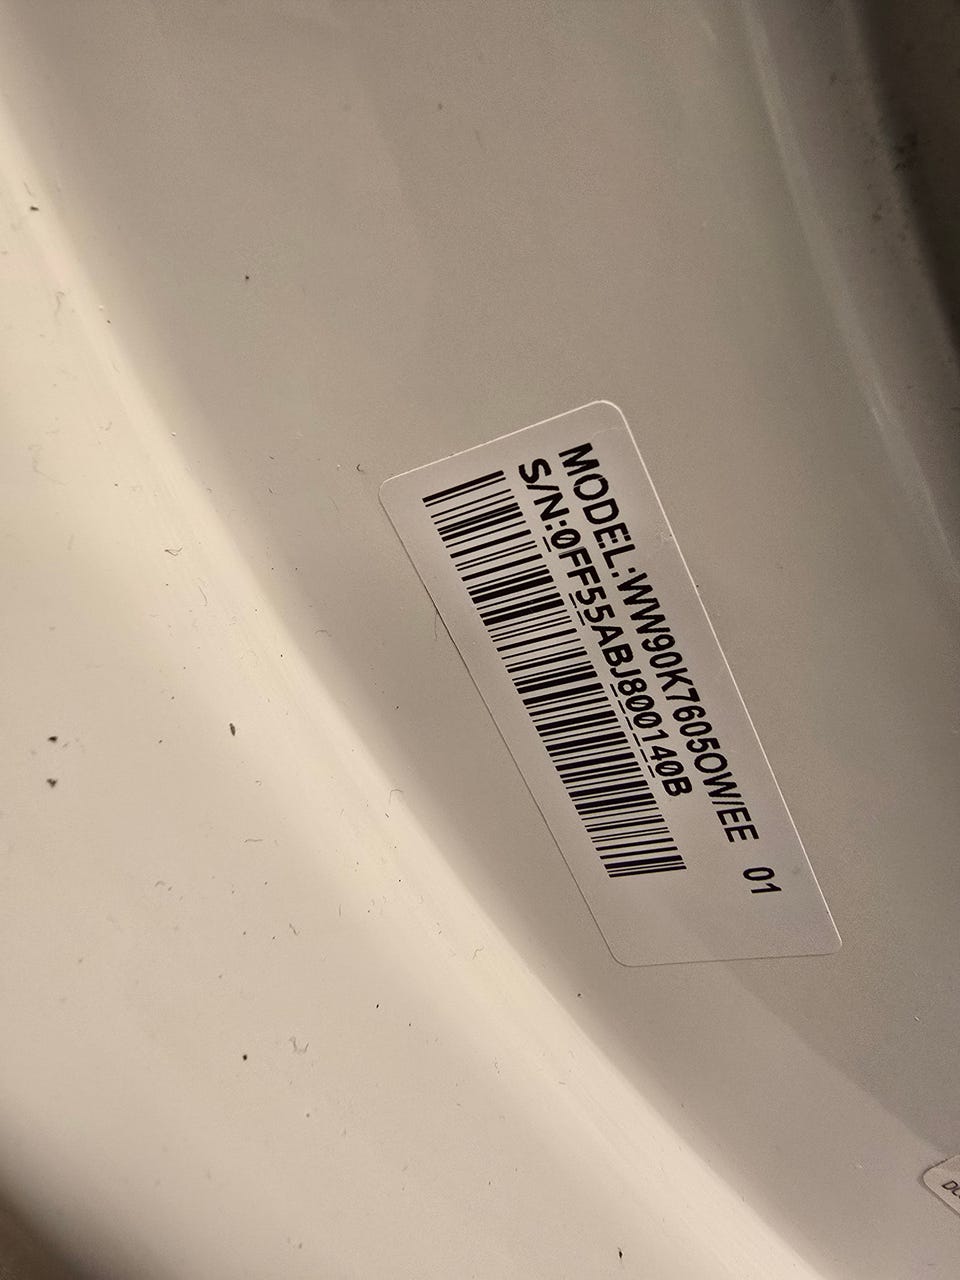 MODEL:WW90K7605OW/EE 01
S/N:0FF55ABJ800140B